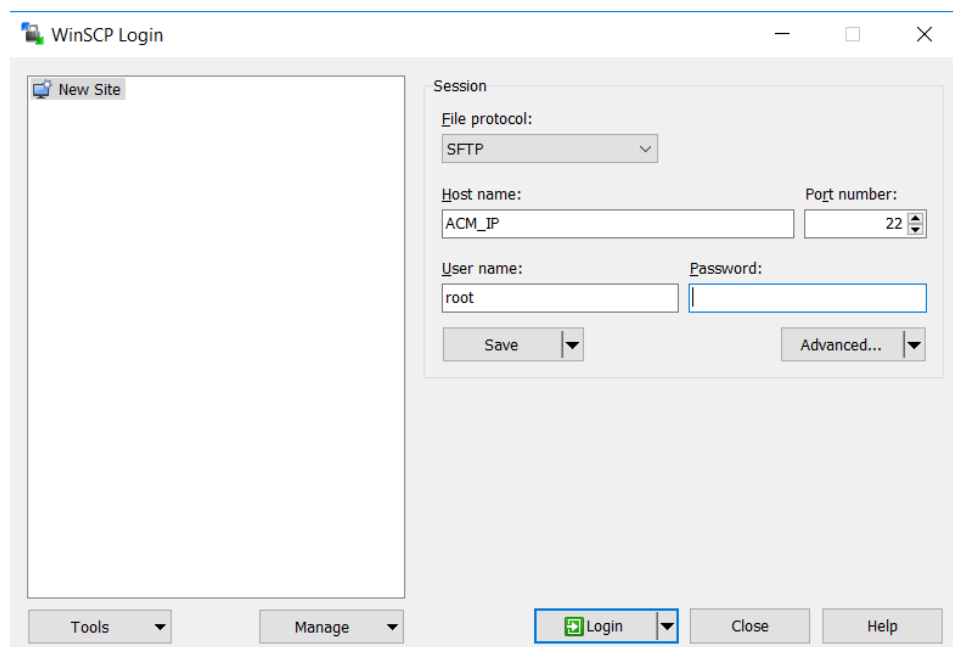 WinSCP Login
New Site
Session
File protocol:
SFTP
Host name:
Port number:
ACM_IP
22
User name:
Password:
root
Save
Advanced...
Tools
Manage
Login
Close
Help